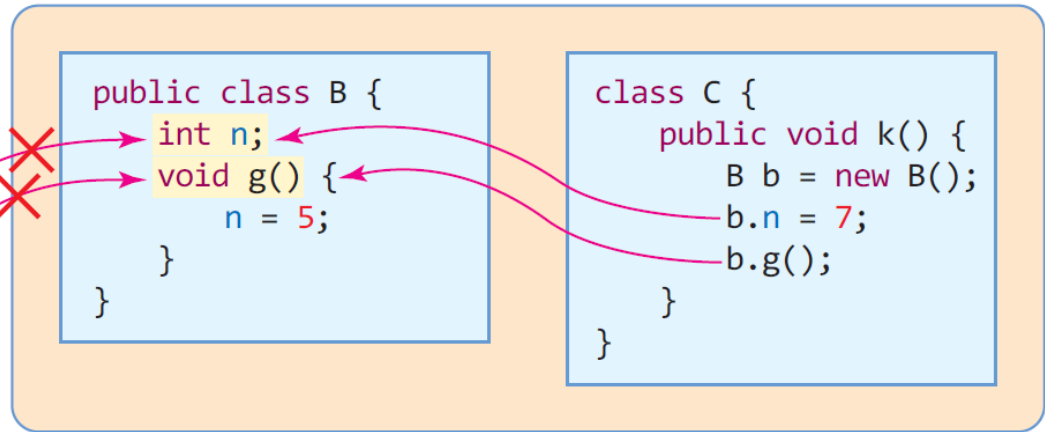 public class B {
int n;
void g() {
n = 5;
}
}
class C {
public void k() {
B b = new B();
b.n = 7;
b.g();
}
}